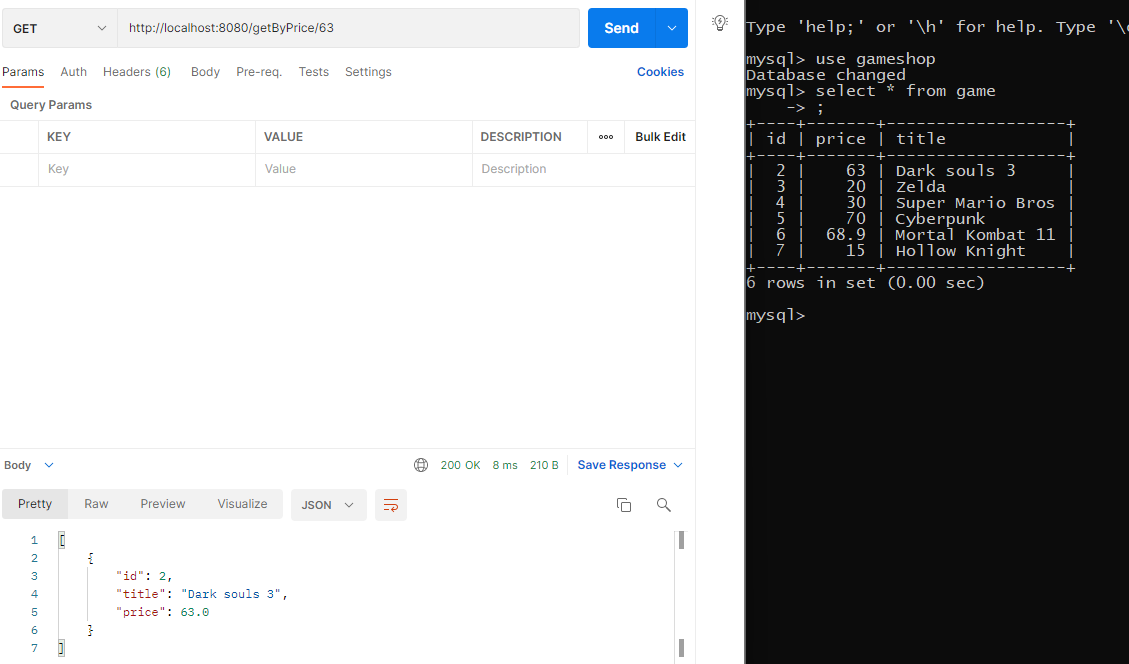 GET http://localhost:8080/getByPrice/63 Send
Params Auth Headers (6) Body Pre-req. Tests Settings Cookies
Query Params
KEY VALUE DESCRIPTION ooo Bulk Edit
Key Value Description
Body 200 OK 8 ms 210 B Save Response
Pretty Raw Preview Visualize JSON
1 [
2 {
3 "id": 2,
4 "title": "Dark souls 3",
5 "price": 63.0
6 }
7 ]
Type 'help;' or '\h' for help. Type '\
mysql> use gameshop
Database changed
mysql> select * from game
-> ;
+----+-------+------------------+
| id | price | title            |
+----+-------+------------------+
|  2 |    63 | Dark souls 3     |
|  3 |    20 | Zelda            |
|  4 |    30 | Super Mario Bros |
|  5 |    70 | Cyberpunk        |
|  6 |  68.9 | Mortal Kombat 11 |
|  7 |    15 | Hollow Knight    |
+----+-------+------------------+
6 rows in set (0.00 sec)
mysql>